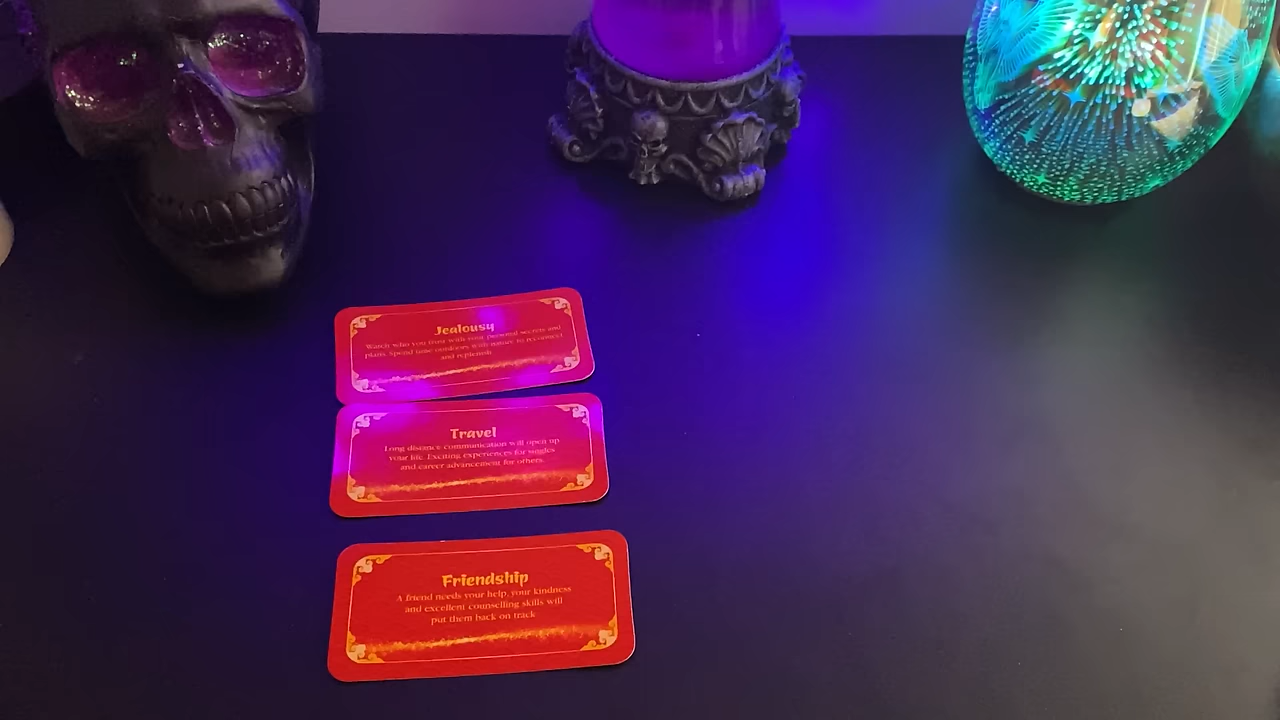 Jealousy
Watch who you trust with your personal secrets and
plans. Spend time outdoors with nature to reconnect
and replenish
Travel
Long distance communication will open up
your life. Exciting experiences for singles
and career advancement for others.
Friendship
A friend needs your help, your kindness
and excellent counselling skills will
put them back on track